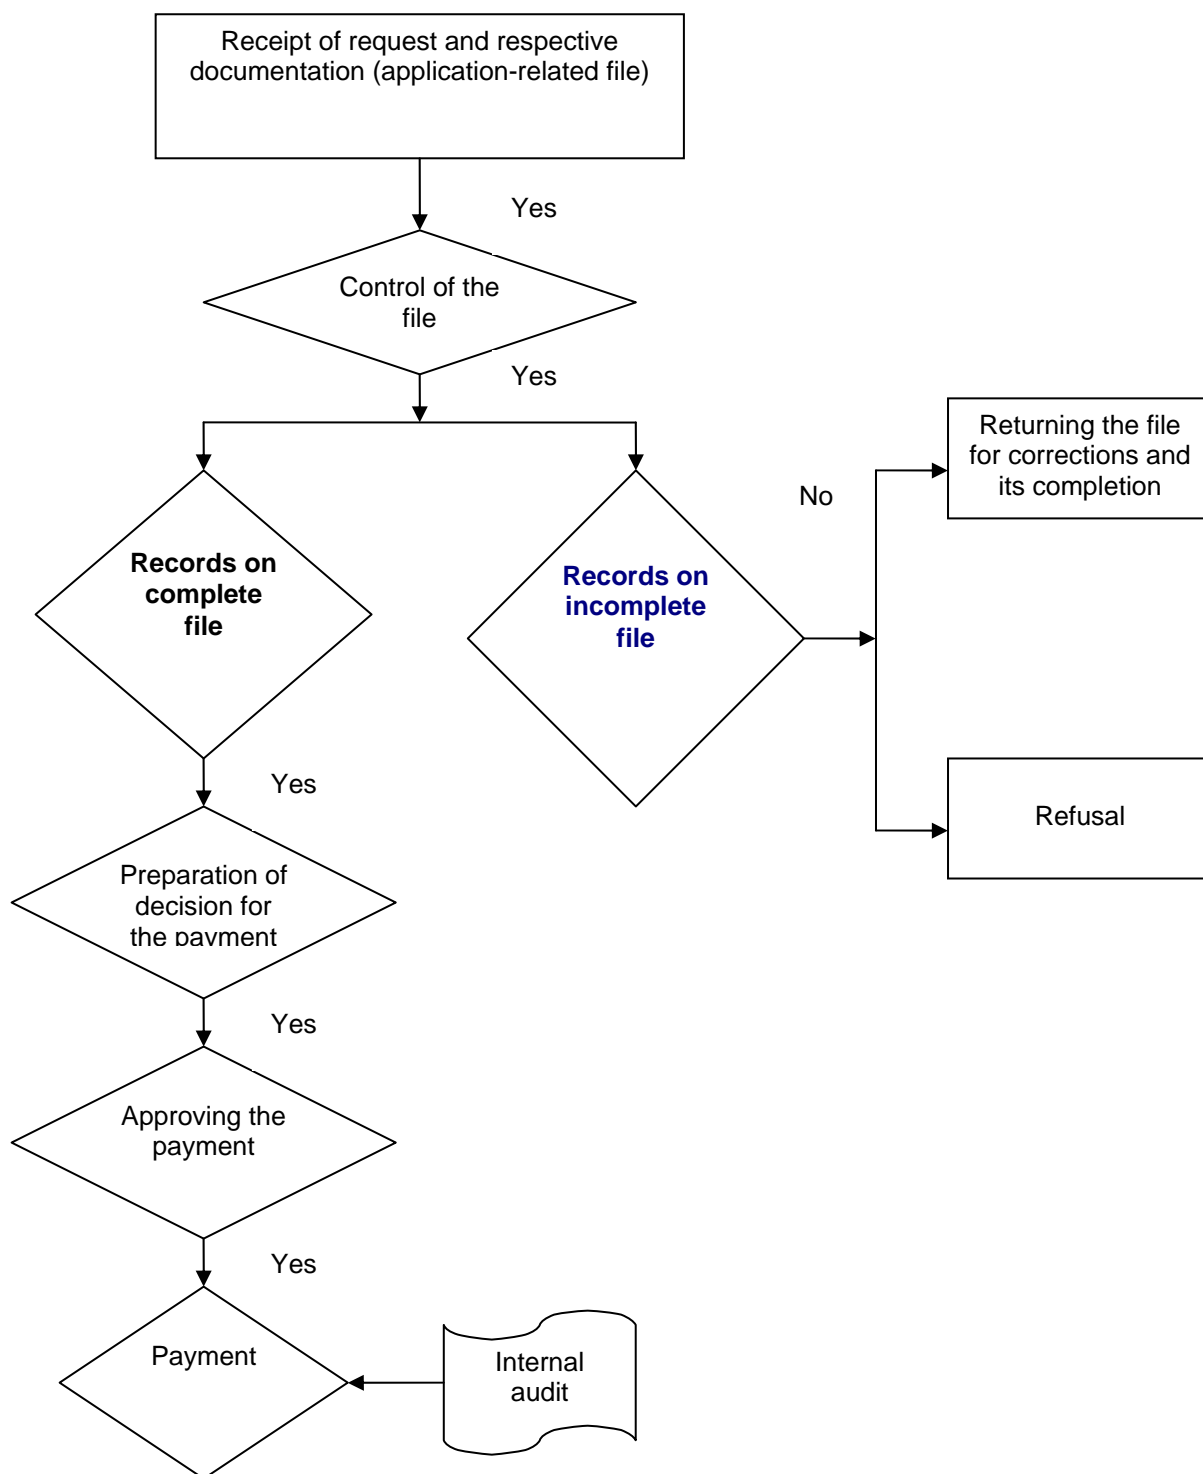 Receipt of request and respective
documentation (application-related file)
Yes
Control of the
file
Yes
Returning the file
for corrections and
its completion
No
Records on
complete
file
Records on
incomplete
file
Yes
Refusal
Preparation of
decision for
the payment
Yes
Approving the
payment
Yes
Payment
Internal
audit